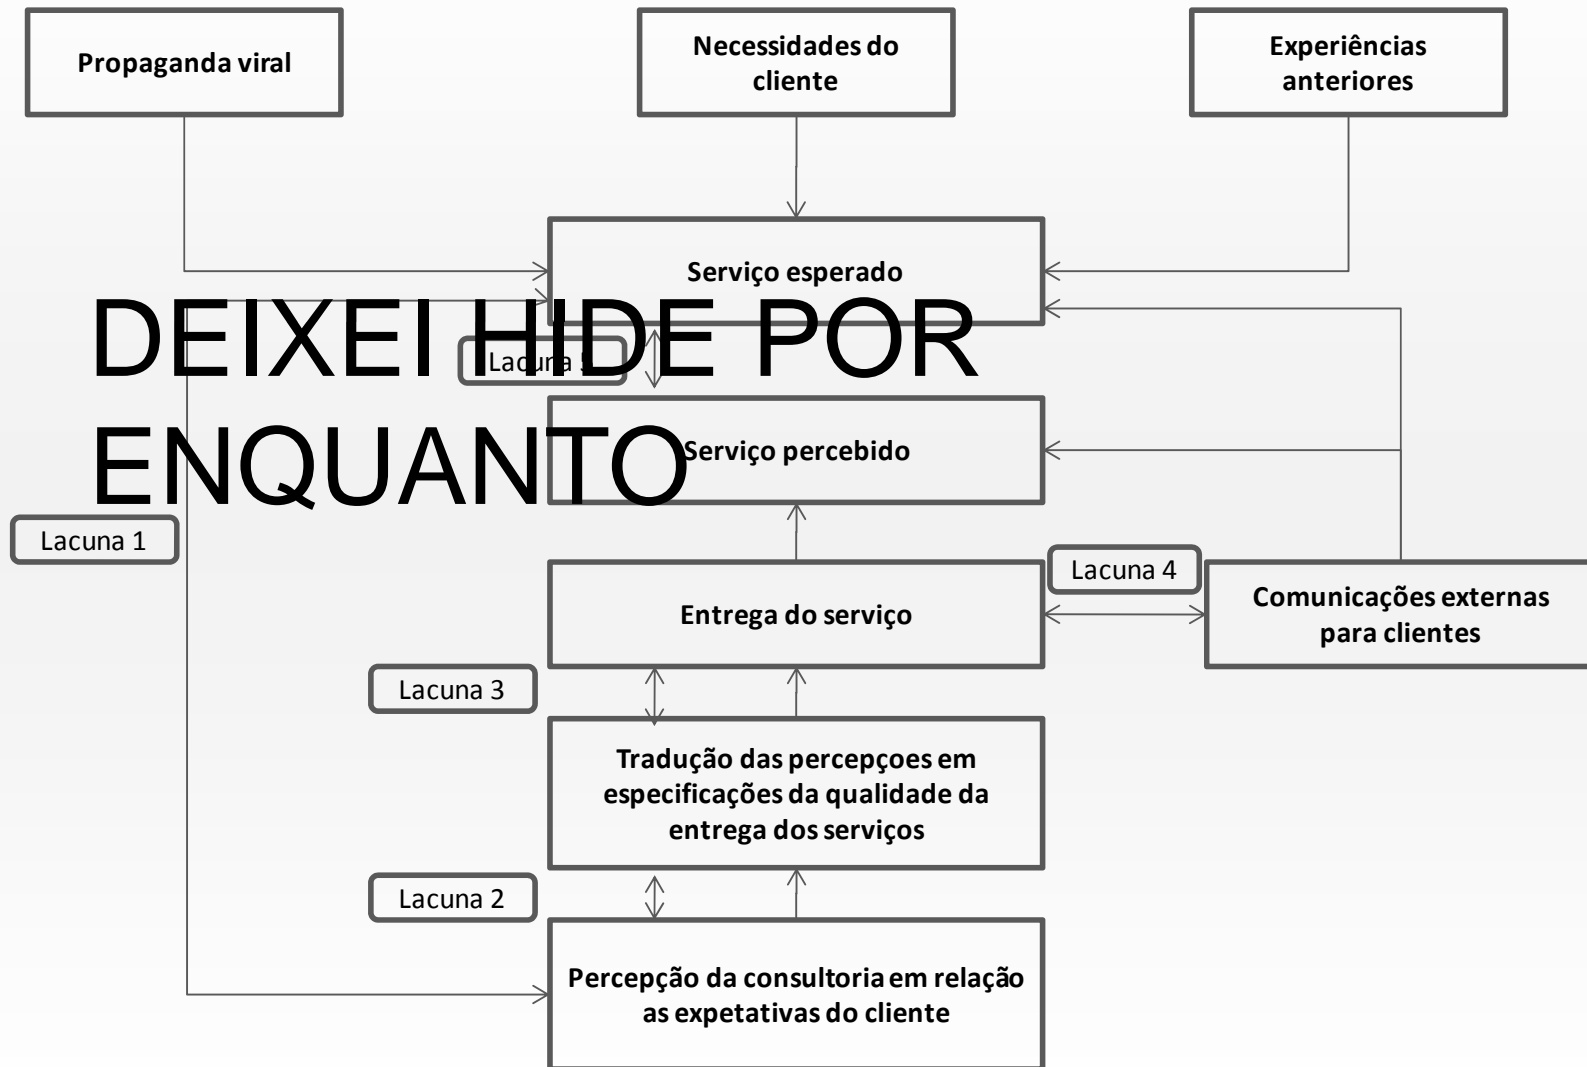 Propaganda viral
Necessidades do
cliente
Experiências
anteriores
Serviço esperado
DEIXEI HIDE POR
ENQUANTO
Lacuna 5
Serviço percebido
Lacuna 1
Lacuna 4
Entrega do serviço
Comunicações externas
para clientes
Lacuna 3
Tradução das percepçoes em
especificações da qualidade da
entrega dos serviços
Lacuna 2
Percepção da consultoria em relação
as expetativas do cliente